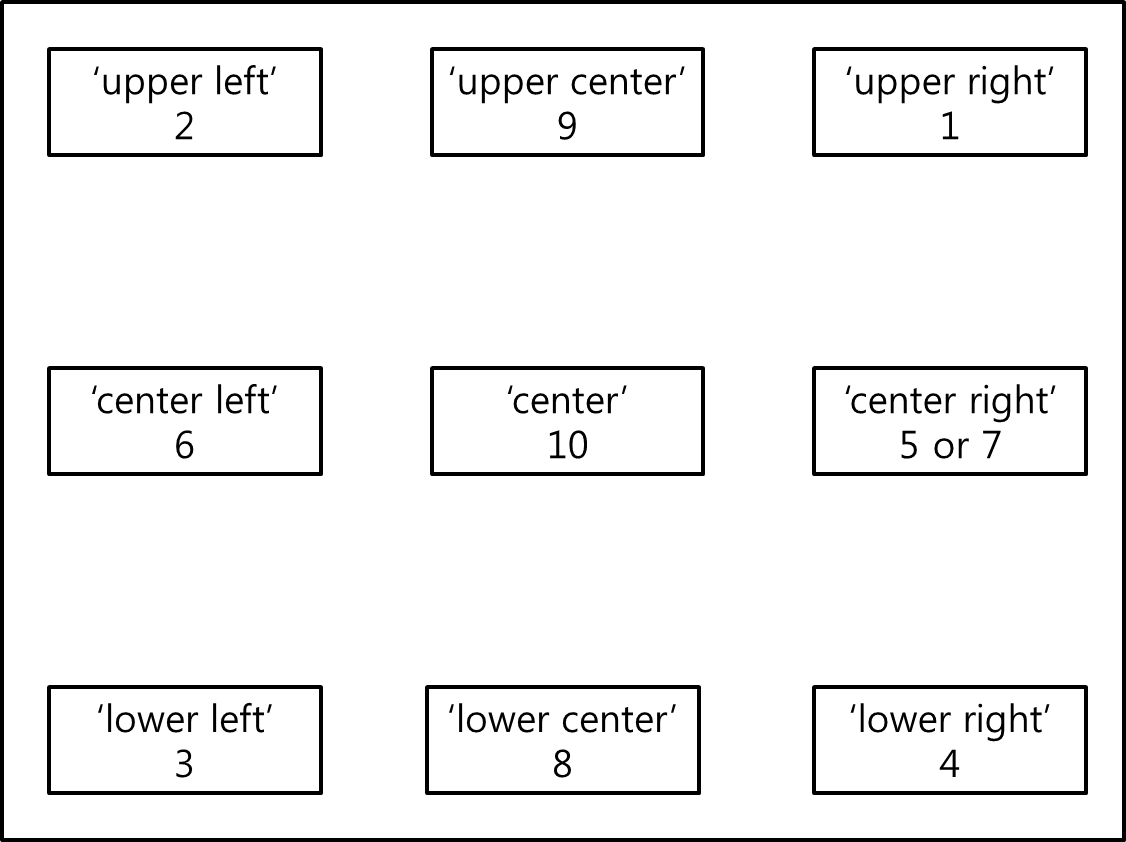 ‘upper left’
2
‘upper center’
9
‘upper right’
1
‘center left’
6
‘center’
10
‘center right’
5 or 7
‘lower left’
3
‘lower center’
8
‘lower right’
4